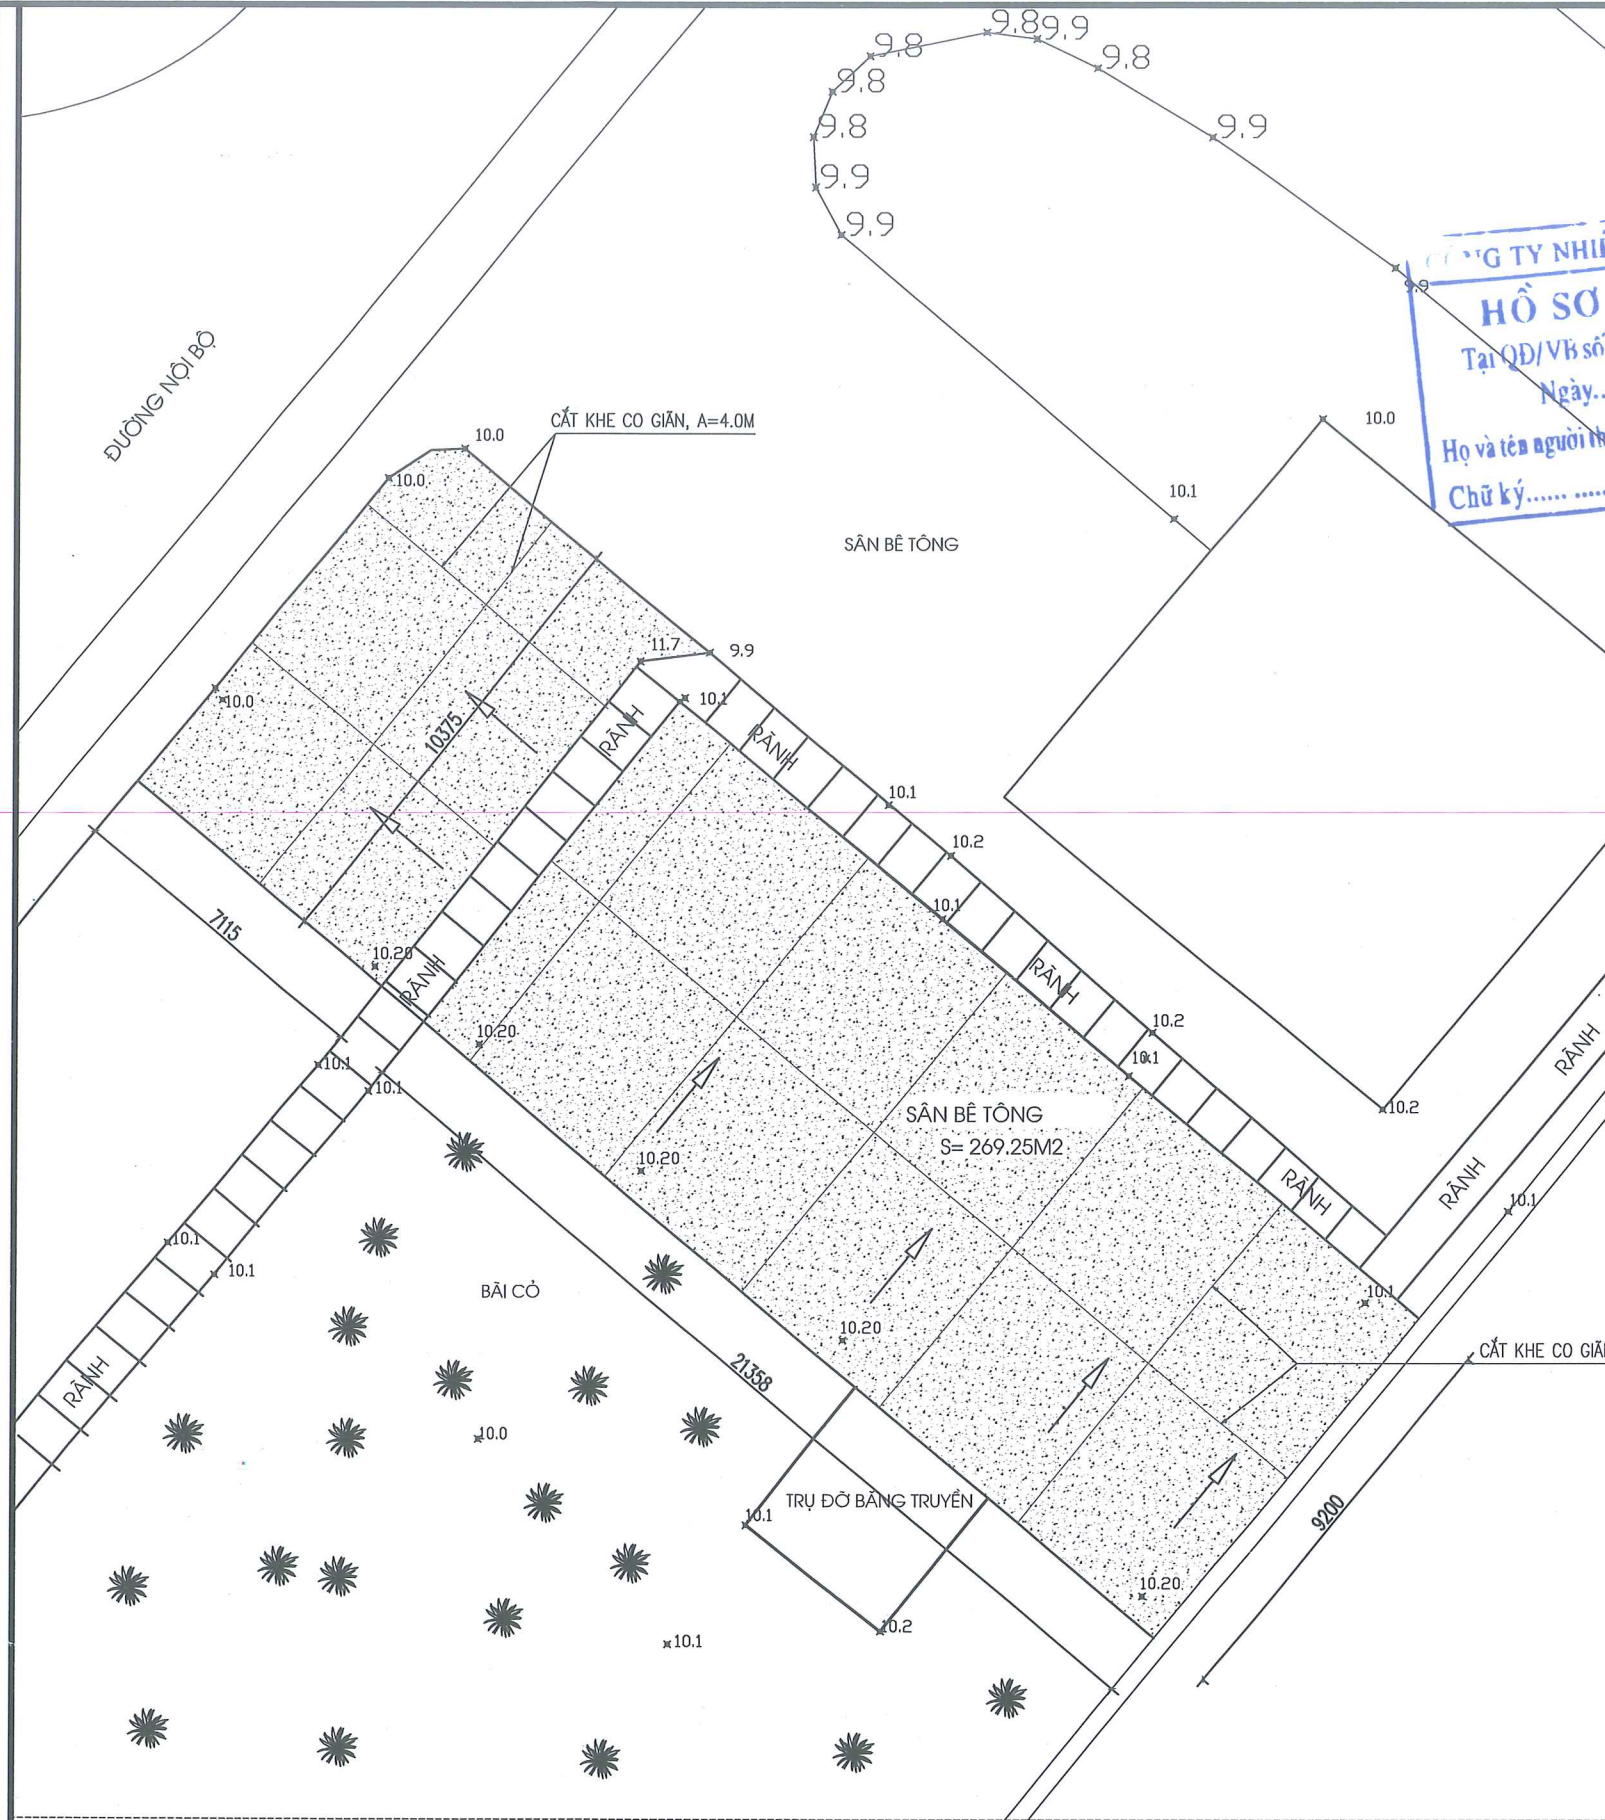 9.8
9.9
9.8
9.8
9.8
9.9
9.8
9.9
9.9
9.9
9.9
G TY NHI
HỒ SƠ
Tại QĐ/VB số
Ngày..
Họ và tên người th
Chữ ký...........
ĐƯỜNG NỘI BỘ
CẮT KHE CO GIÃN, A=4.0M
10.0
10.0
10.0
10.1
SÂN BÊ TÔNG
11.7
9.9
10.0
10.1
RÃNH
RÃNH
10375
10.1
10.2
10.1
7115
10.20
RÃNH
RÃNH
10.20
10.2
10.1
RÃNH
10.1
10.1
SÂN BÊ TÔNG
S= 269.25M2
10.2
10.20
RÃNH
RÃNH
10.1
10.1
10.1
BÃI CỎ
10.1
10.20
CẮT KHE CO GIÃ
RÃNH
21358
10.0
TRỤ ĐỠ BĂNG TRUYỀN
10.1
9200
10.20
10.2
10.1